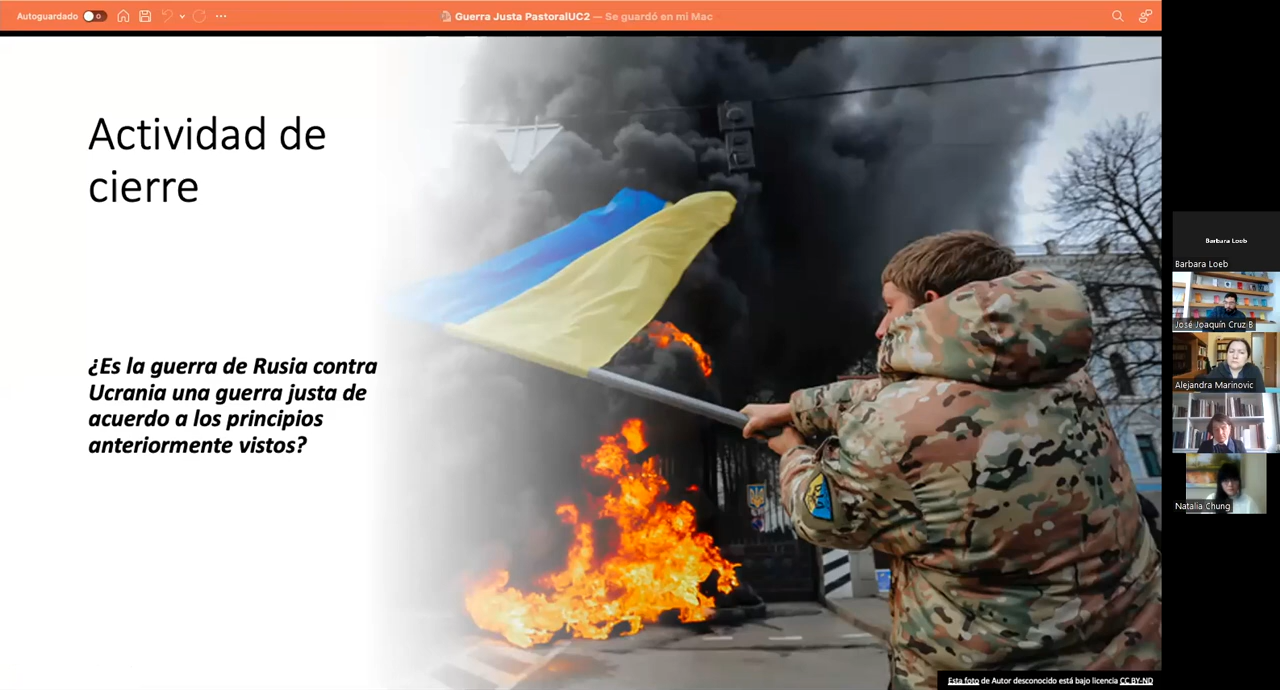 Autoguardado
Guerra Justa PastoralUC2 — Se guardó en mi Mac
Actividad de
cierre
¿Es la guerra de Rusia contra
Ucrania una guerra justa de
acuerdo a los principios
anteriormente vistos?
Esta foto de Autor desconocido está bajo licencia CC BY-ND
Barbara Loeb
Barbara Loeb
José Joaquín Cruz B
Alejandra Marinovic
Natalia Chung